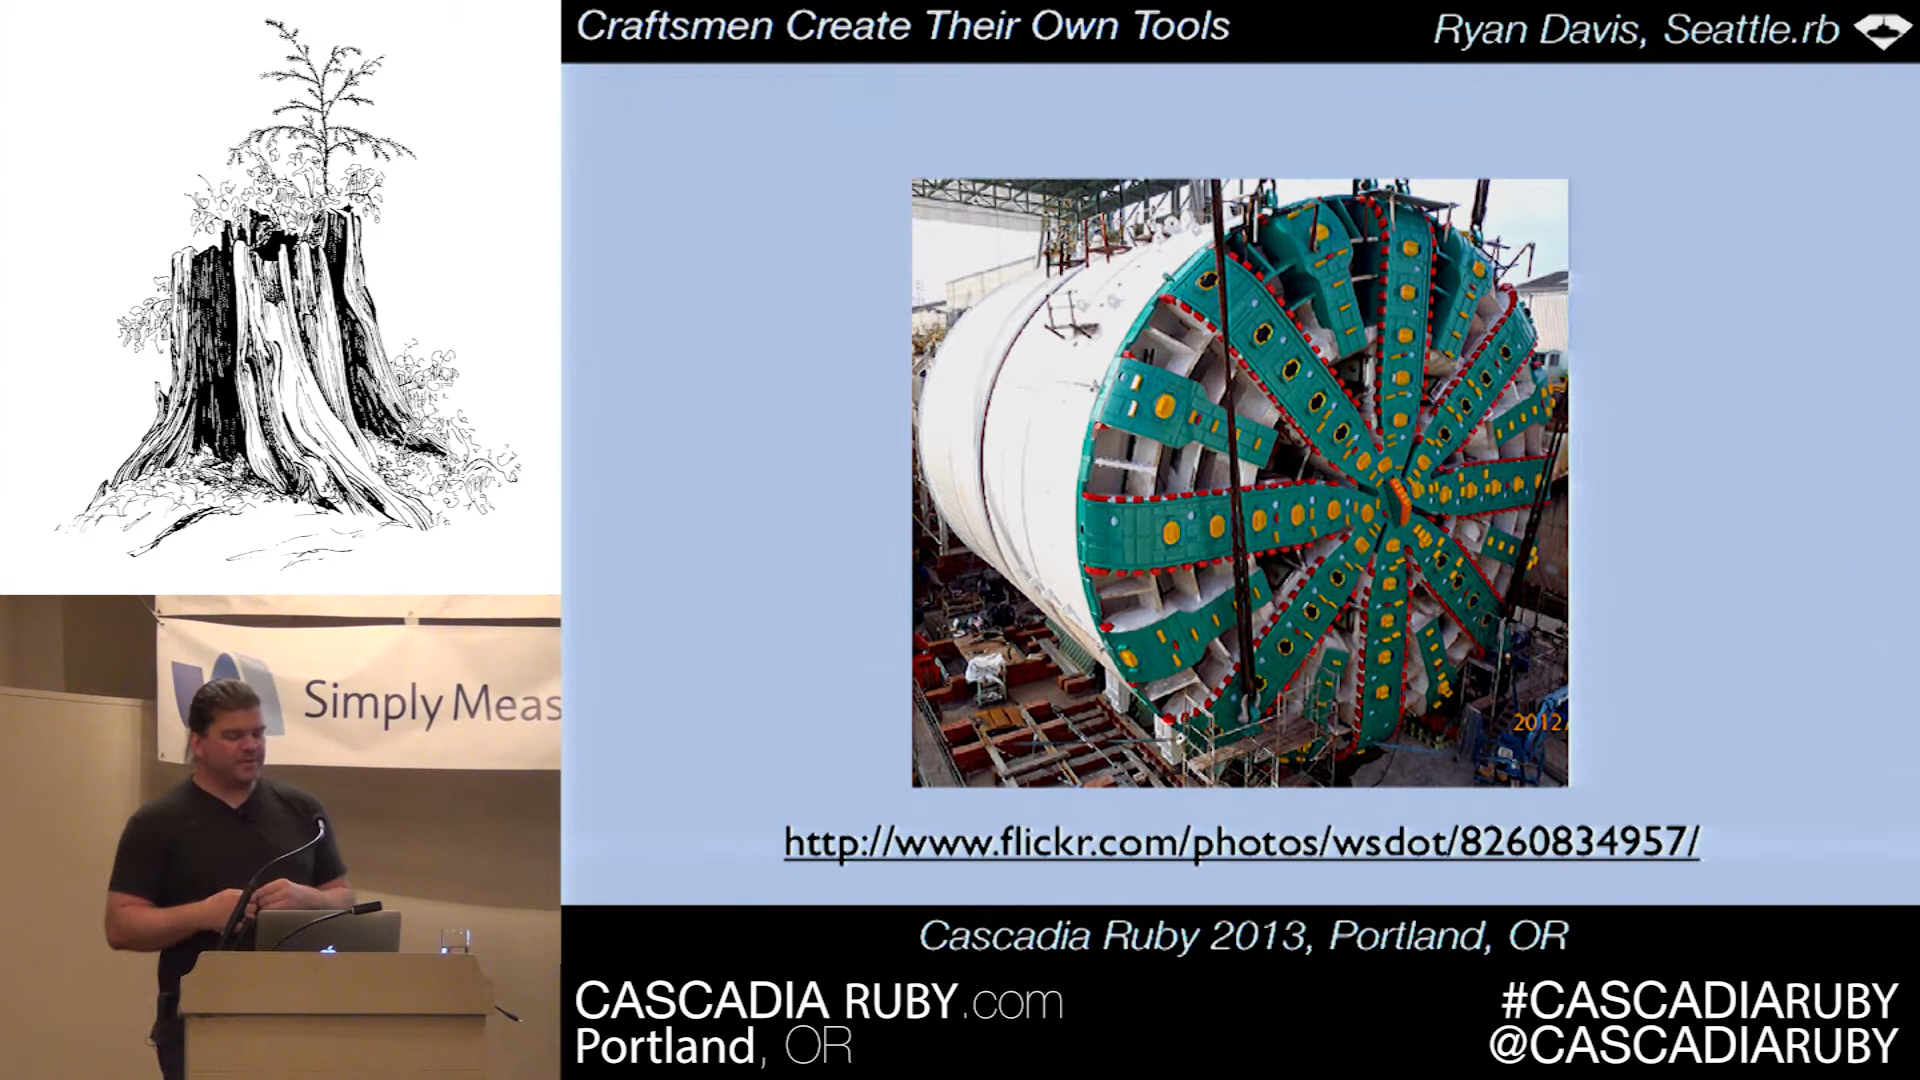 Craftsmen Create Their Own Tools
Ryan Davis, Seattle.rb
2012
http://www.flickr.com/photos/wsdot/8260834957/
Simply Meas
Cascadia Ruby 2013, Portland, OR
CASCADIA RUBY.com
Portland, OR
#CASCADIARUBY
@CASCADIARUBY